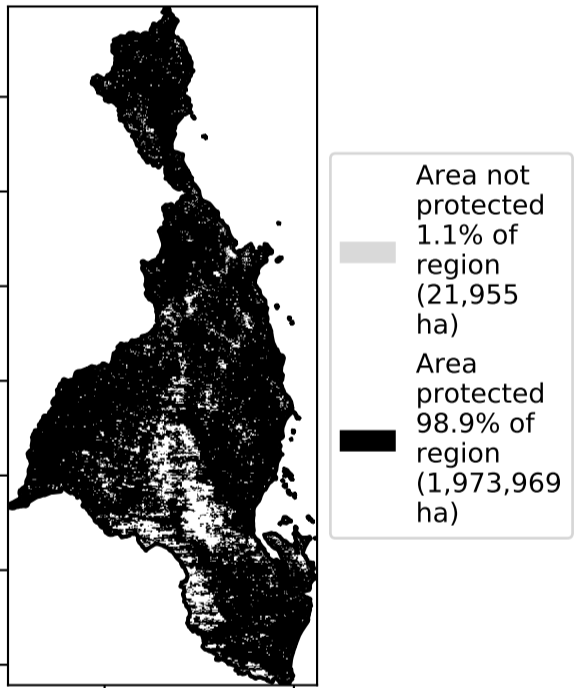 Area not
protected
1.1% of
region
(21,955
ha)
Area
protected
98.9% of
region
(1,973,969
ha)